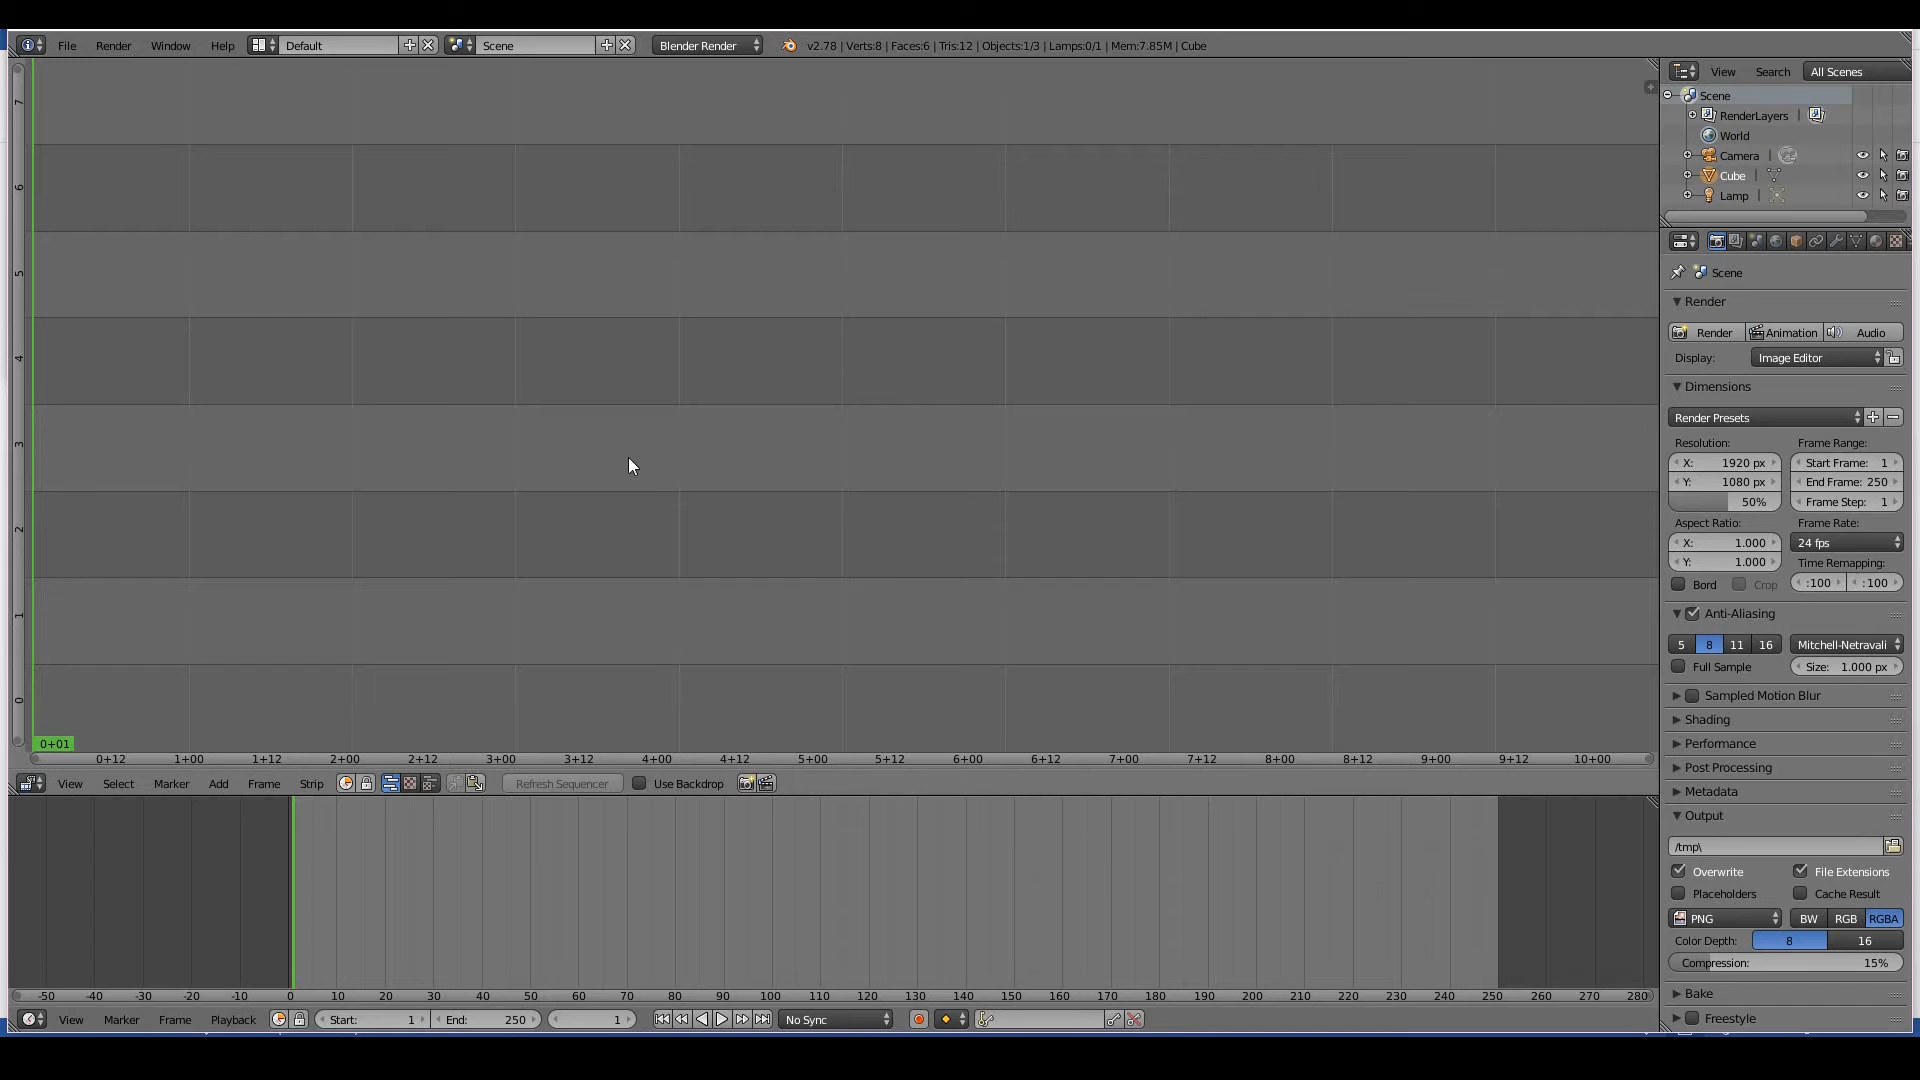 File Render Window Help Default Scene Blender Render v2.78 | Verts:8 | Faces:6 | Tris:12 | Objects:1/3 | Lamps:0/1 | Mem:7.85M | Cube
View Search All Scenes
Scene
RenderLayers
World
Camera
Cube
Lamp
Scene
Render
Render Animation Audio
Display: Image Editor
Dimensions
Render Presets
Resolution: Frame Range:
X: 1920 px Start Frame: 1
Y: 1080 px End Frame: 250
50% Frame Step: 1
Aspect Ratio: Frame Rate:
X: 1.000 24 fps
Y: 1.000 Time Remapping:
Bord Crop :100 :100
Anti-Aliasing
5 8 11 16 Mitchell-Netravali
Full Sample Size: 1.000 px
Sampled Motion Blur
Shading
Performance
Post Processing
Metadata
Output
/tmp\
Overwrite File Extensions
Placeholders Cache Result
PNG BW RGB RGBA
Color Depth: 8 16
Compression: 15%
Bake
Freestyle
7
6
5
4
3
2
1
0
0+01
0+12 1+00 1+12 2+00 2+12 3+00 3+12 4+00 4+12 5+00 5+12 6+00 6+12 7+00 7+12 8+00 8+12 9+00 9+12 10+00
View Select Marker Add Frame Strip Refresh Sequencer Use Backdrop
-50 -40 -30 -20 -10 0 10 20 30 40 50 60 70 80 90 100 110 120 130 140 150 160 170 180 190 200 210 220 230 240 250 260 270 280
View Marker Frame Playback Start: 1 End: 250 1 No Sync